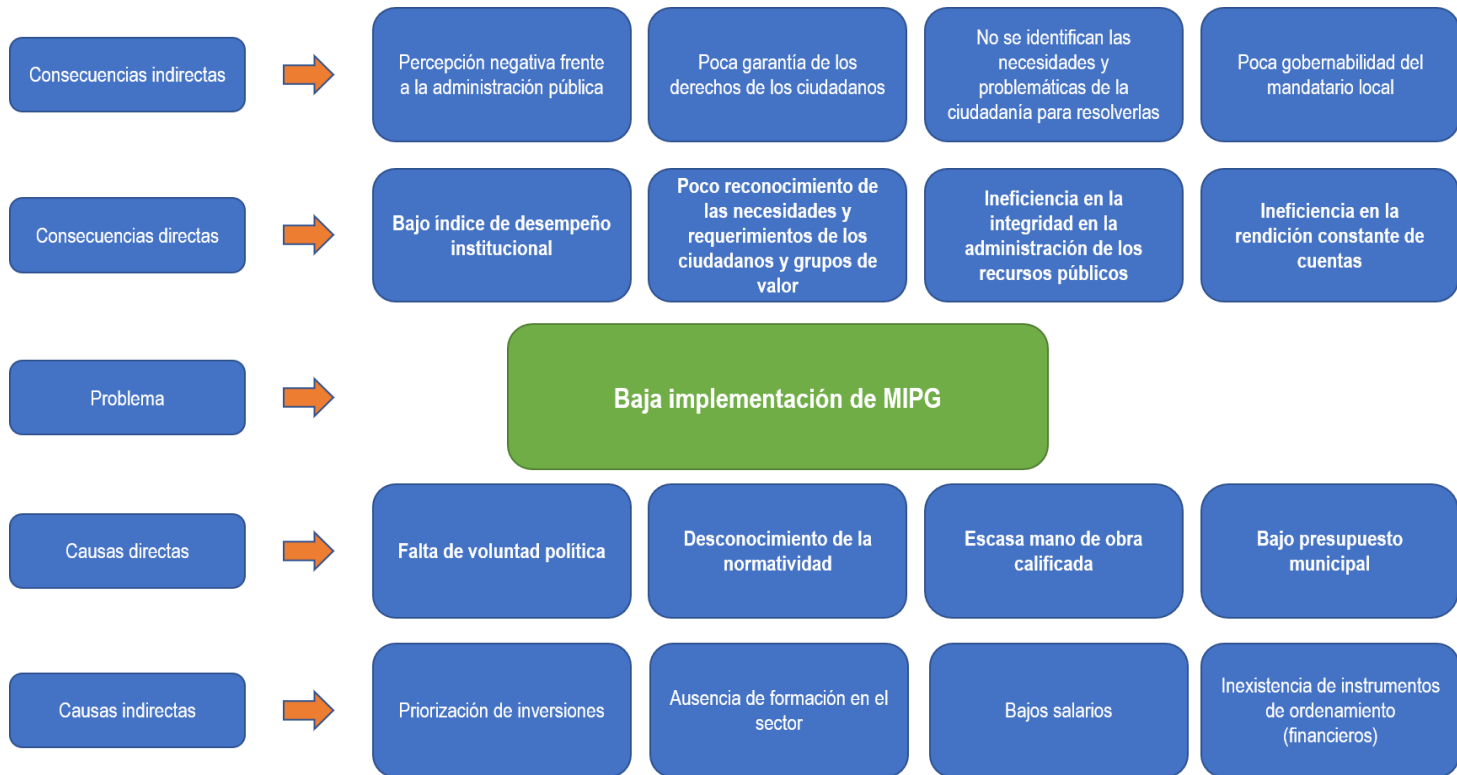 Consecuencias indirectas
Percepción negativa frente
a la administración pública
Poca garantía de los
derechos de los ciudadanos
No se identifican las
necesidades y
problemáticas de la
ciudadanía para resolverlas
Poca gobernabilidad del
mandatario local
Consecuencias directas
Bajo índice de desempeño
institucional
Poco reconocimiento de
las necesidades y
requerimientos de los
ciudadanos y grupos de
valor
Ineficiencia en la
integridad en la
administración de los
recursos públicos
Ineficiencia en la
rendición constante de
cuentas
Problema
Baja implementación de MIPG
Causas directas
Falta de voluntad política
Desconocimiento de la
normatividad
Escasa mano de obra
calificada
Bajo presupuesto
municipal
Causas indirectas
Priorización de inversiones
Ausencia de formación en el
sector
Bajos salarios
Inexistencia de instrumentos
de ordenamiento
(financieros)